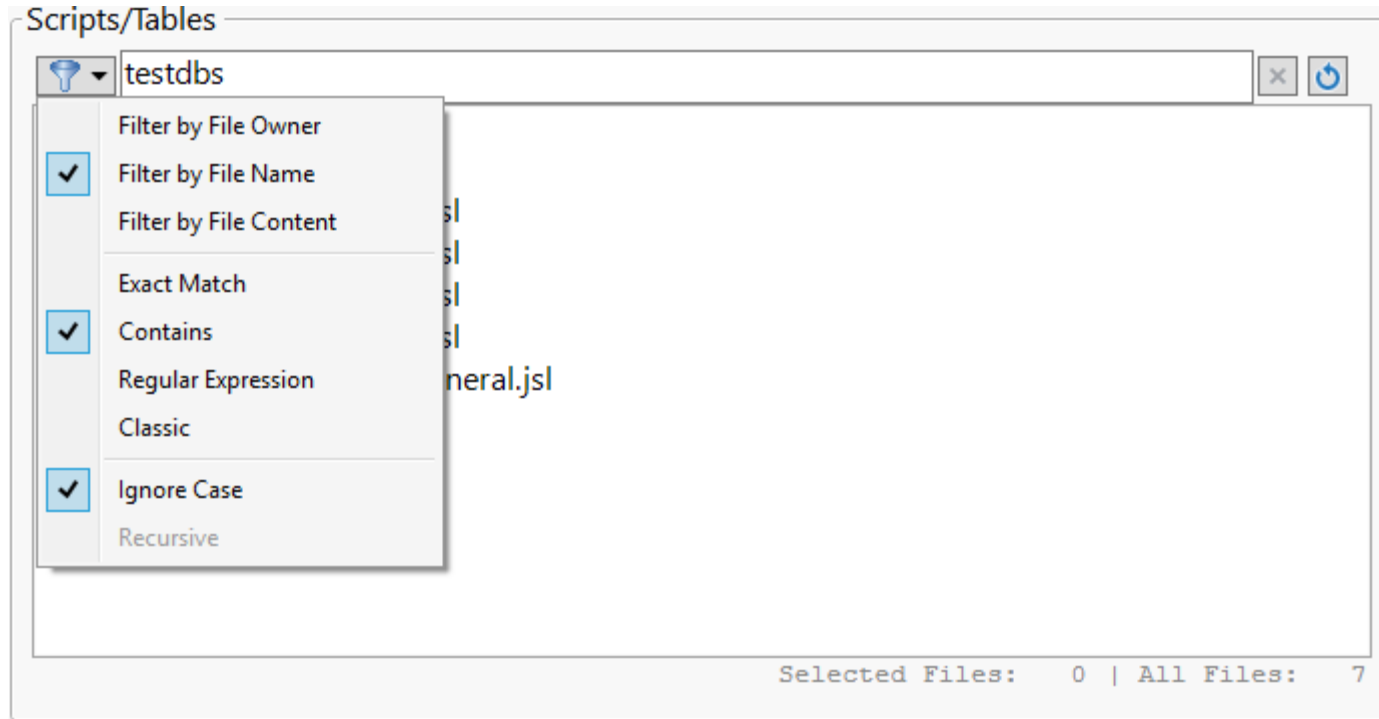 Scripts/Tables
testdbs
Filter by File Owner
Filter by File Name
Filter by File Content
Exact Match
Contains
Regular Expression
Classic
Ignore Case
Recursive
sl
sl
sl
sl
neral.jsl
Selected Files: 0 | All Files: 7